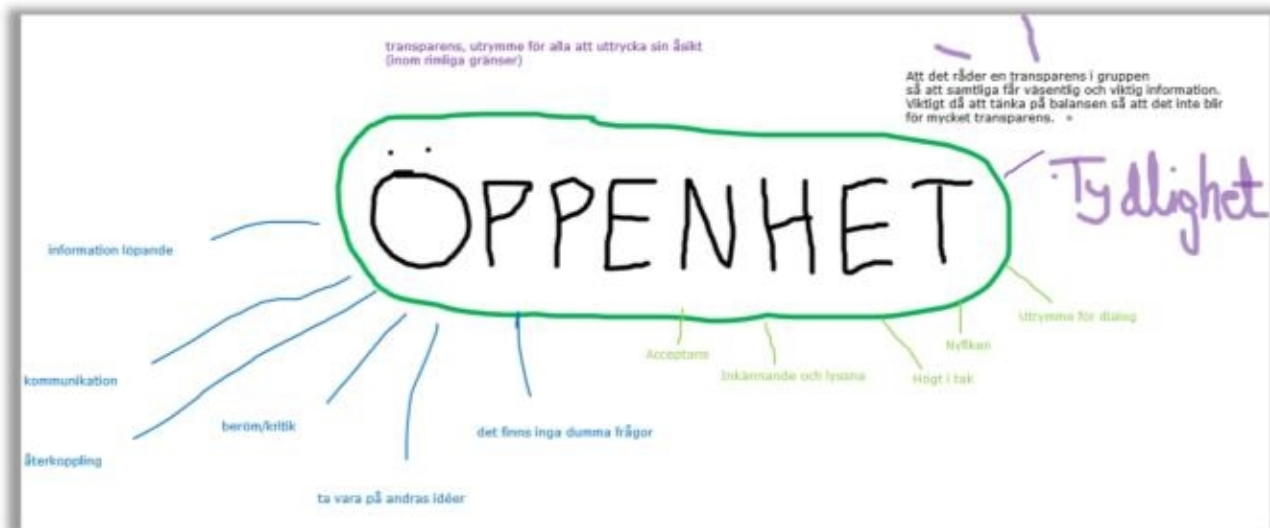 transparens, utrymme för alla att uttrycka sin åsikt
(inom rimliga gränser)
Att det råder en transparens i gruppen
så att samtliga får väsentlig och viktig information.
Viktigt då att tänka på balansen så att det inte blir
för mycket transparens.
ÖPPENHET
Tydlighet
information löpande
Utrymme för dialog
Nyfiken
Acceptans
Inkännande och lyssna
Högt i tak
kommunikation
beröm/kritik
det finns inga dumma frågor
återkoppling
ta vara på andras idéer